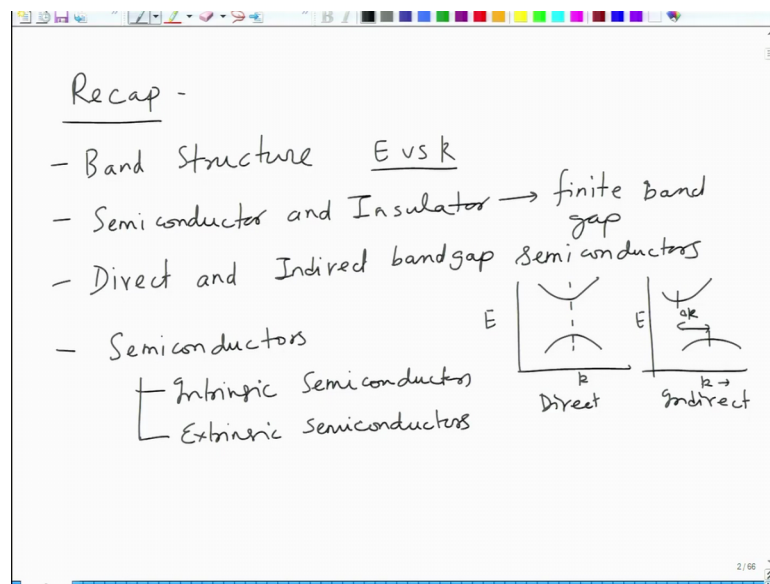 Recap -
- Band Structure E vs k
- Semiconductor and Insulator → finite band
gap
- Direct and Indirect bandgap semiconductors
- Semiconductors
Intrinsic Semiconductors
Extrinsic Semiconductors
E
k
Direct
E
Δk
k →
Indirect
2/66